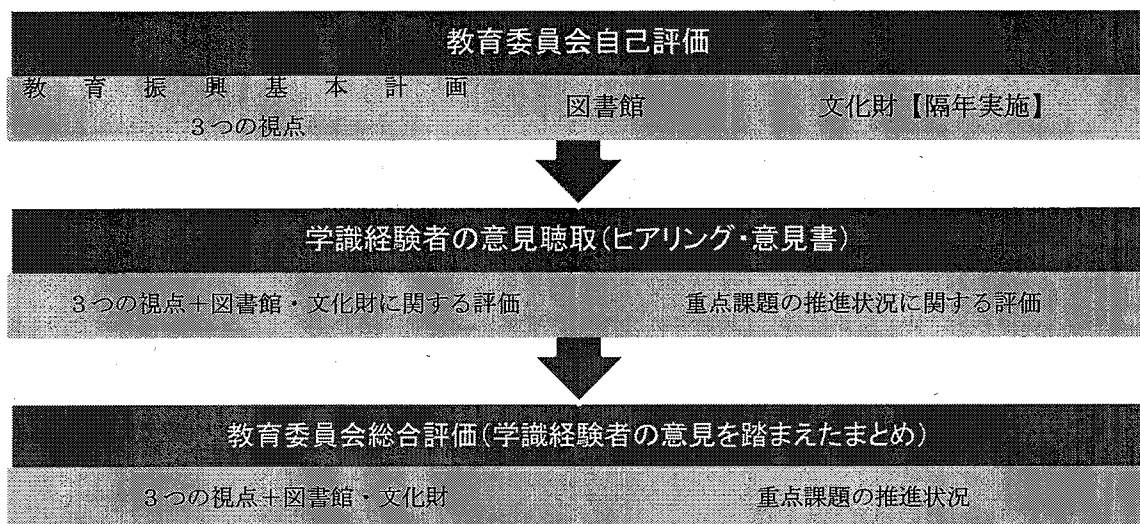 教育委員会自己評価
教育振興基本計画
3つの視点
図書館
文化財【隔年実施】
学識経験者の意見聴取(ヒアリング・意見書)
3つの視点+図書館・文化財に関する評価
重点課題の推進状況に関する評価
教育委員会総合評価(学識経験者の意見を踏まえたまとめ)
3つの視点+図書館・文化財
重点課題の推進状況